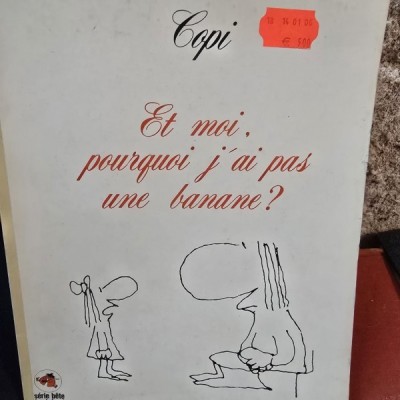 Copi
Et moi,
pourquoi j'ai pas
une banane?
série bête